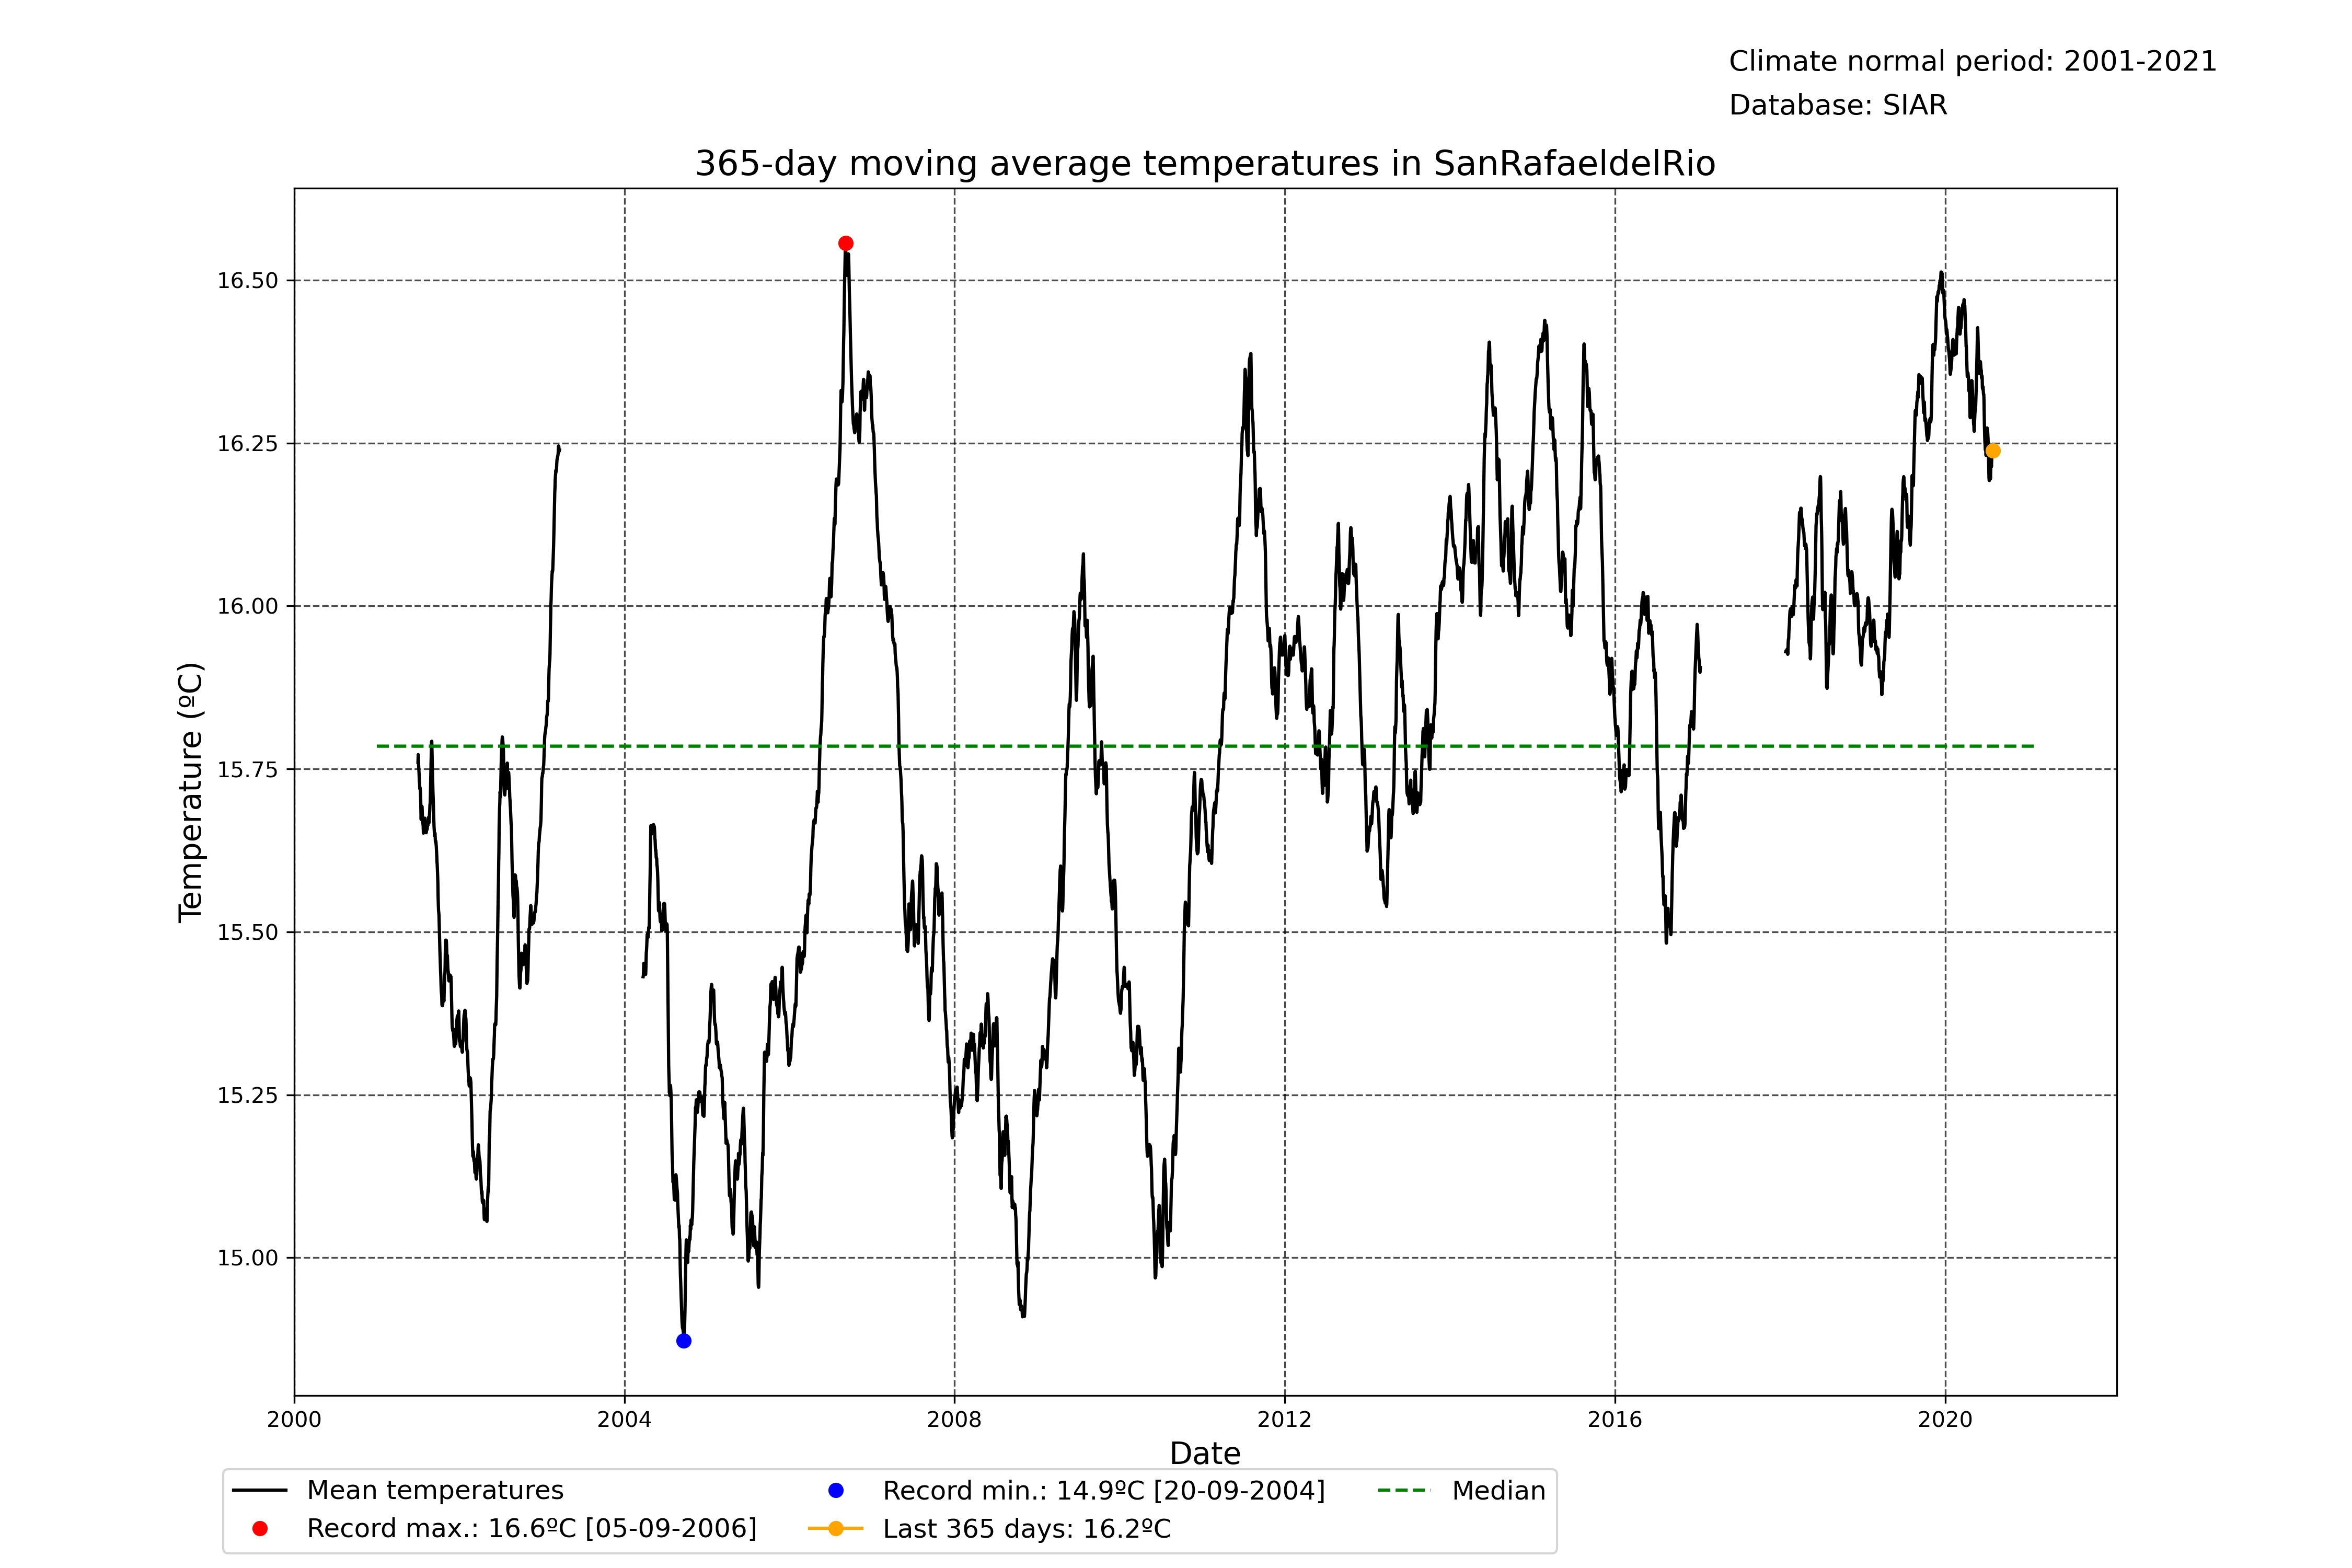 Climate normal period: 2001-2021
Database: SIAR
365-day moving average temperatures in SanRafaeldelRio
Temperature (ºC)
16.50
16.25
16.00
15.75
15.50
15.25
15.00
2000 2004 2008 2012 2016 2020
Date
Mean temperatures
Record max.: 16.6ºC [05-09-2006]
Record min.: 14.9ºC [20-09-2004]
Last 365 days: 16.2ºC
Median